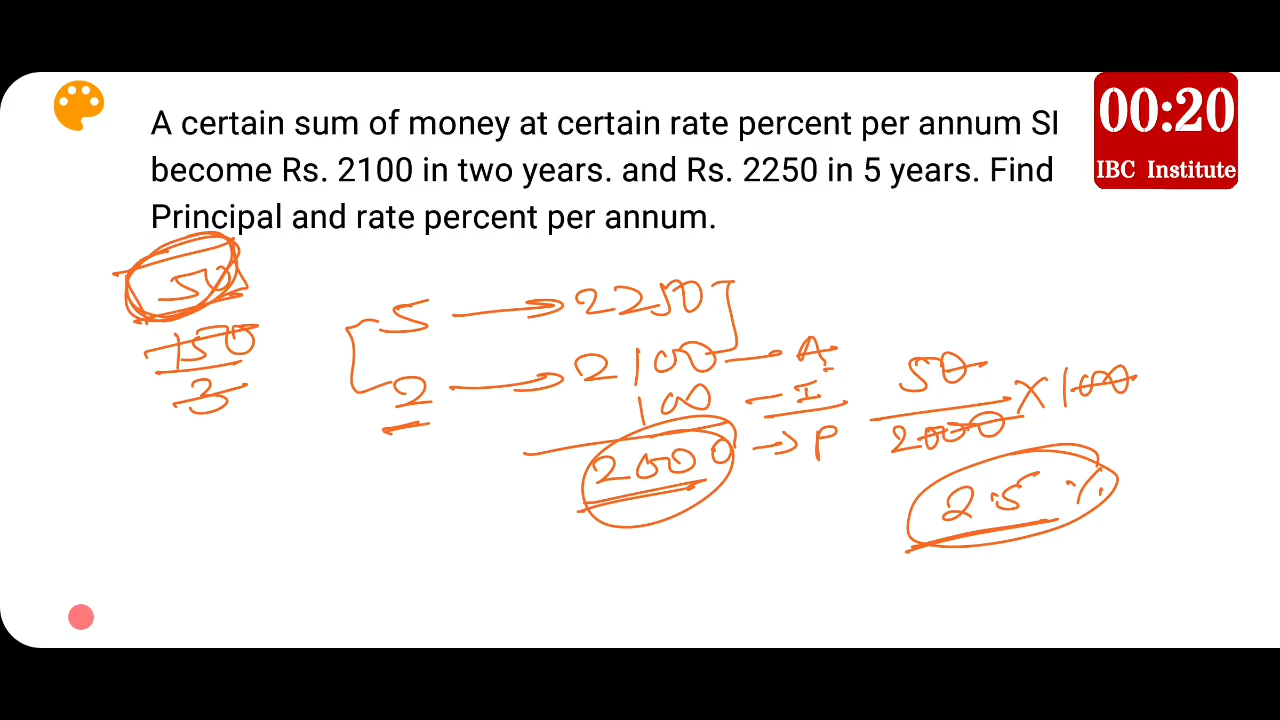 A certain sum of money at certain rate percent per annum SI
become Rs. 2100 in two years. and Rs. 2250 in 5 years. Find
Principal and rate percent per annum.
00:20
IBC Institute
50
150
3
5 → 2250
2 → 2100 — A
100 — I
2000 → P
50
2000
× 100
2.5 %